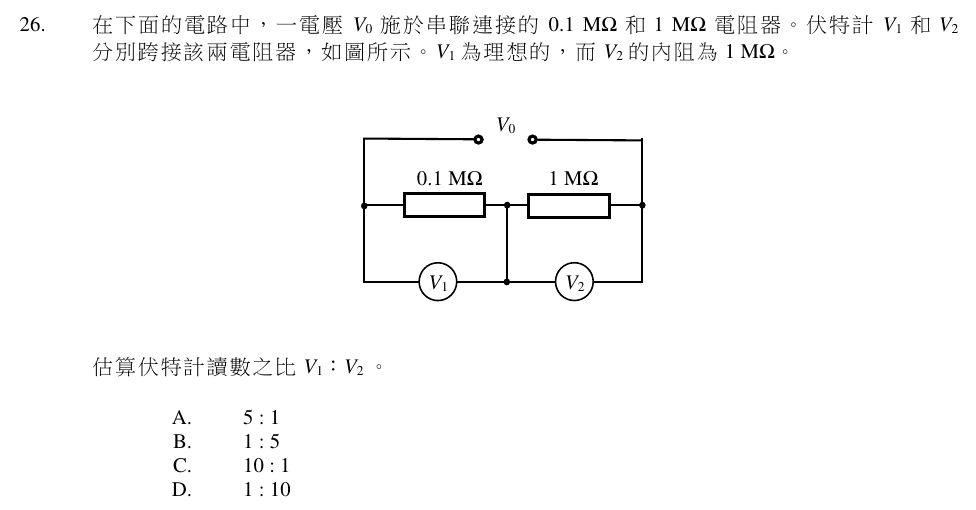 26. 在下面的電路中，一電壓 V0 施於串聯連接的 0.1 MΩ 和 1 MΩ 電阻器。伏特計 V1 和 V2
分別跨接該兩電阻器，如圖所示。V1 為理想的，而 V2 的內阻為 1 MΩ。
V0
0.1 MΩ 1 MΩ
V1 V2
估算伏特計讀數之比 V1：V2 。
A. 5 : 1
B. 1 : 5
C. 10 : 1
D. 1 : 10